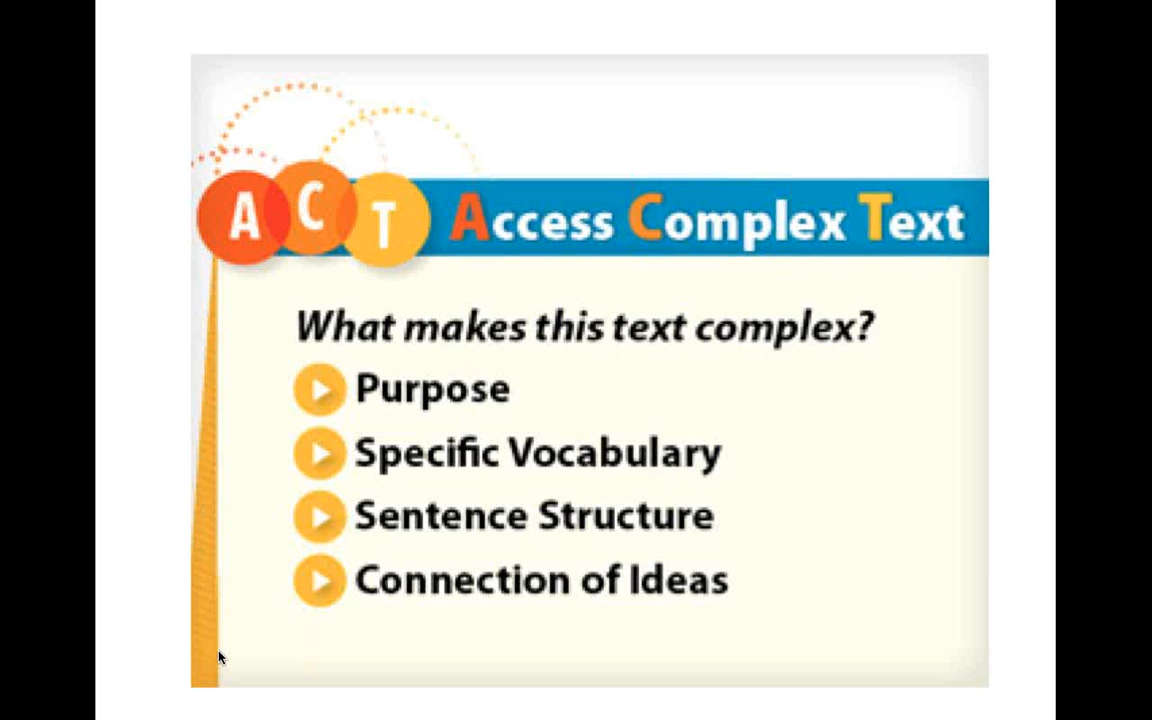 A C T Access Complex Text
What makes this text complex?
Purpose
Specific Vocabulary
Sentence Structure
Connection of Ideas